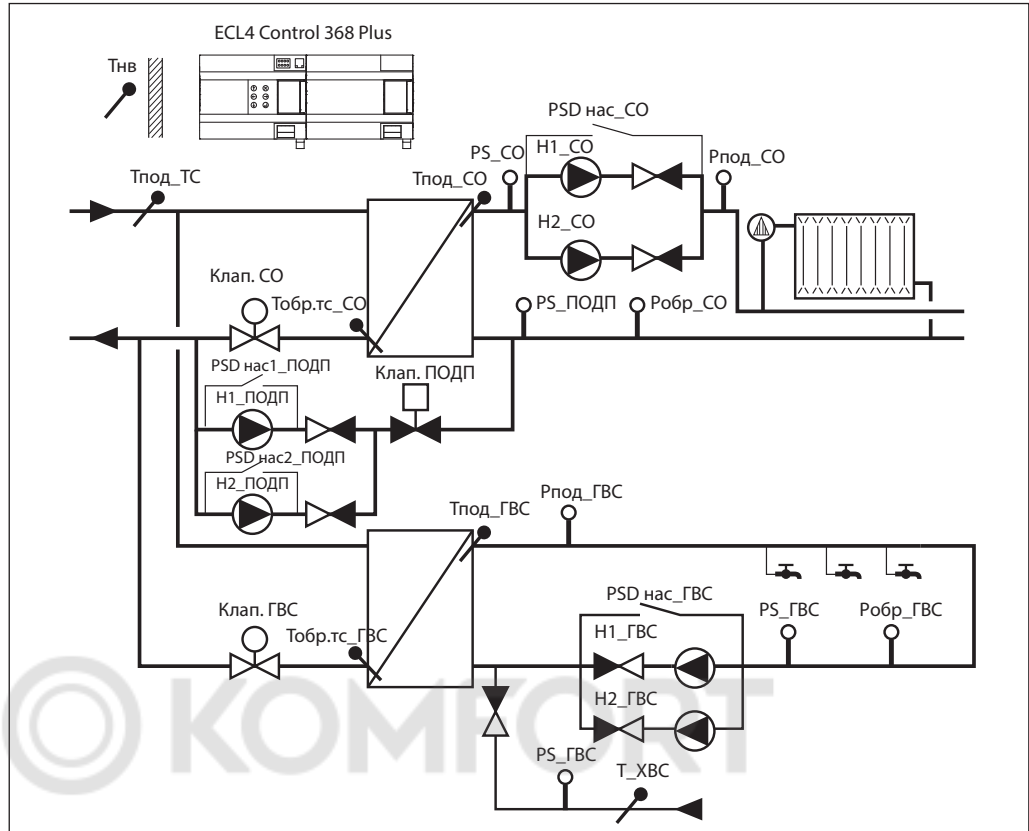 ECL4 Control 368 Plus
Тнв
PSD нас_СО
PS_СО
Н1_СО
Рпод_СО
Тпод_ТС
Тпод_СО
Н2_СО
Клап. СО
Тобр.тс_СО
PS_ПОДП
Робр_СО
PSD нас1_ПОДП
Клап. ПОДП
Н1_ПОДП
PSD нас2_ПОДП
Н2_ПОДП
Тпод_ГВС
Рпод_ГВС
Клап. ГВС
PSD нас_ГВС
PS_ГВС
Робр_ГВС
Тобр.тс_ГВС
Н1_ГВС
Н2_ГВС
PS_ГВС
Т_ХВС
KOMFORT